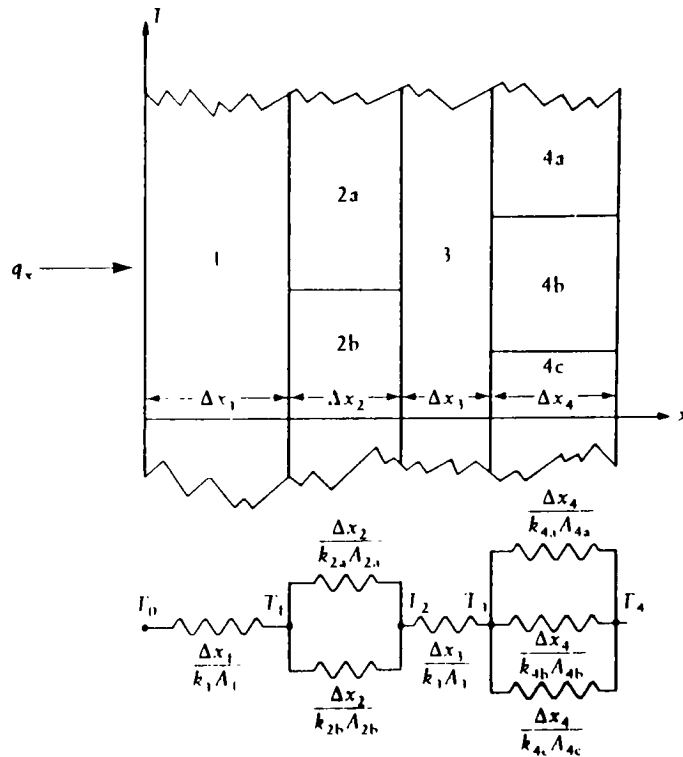 T
2a
4a
1
3
q_x
4b
2b
4c
Δx_1 Δx_2 Δx_3 Δx_4
x
Δx_4
k_4a A_4a
Δx_2
k_2a A_2a
T_0 T_1 T_2 T_3 T_4
Δx_1
k_1 A_1
Δx_3
k_3 A_3
Δx_4
k_4b A_4b
Δx_2
k_2b A_2b
Δx_4
k_4c A_4c